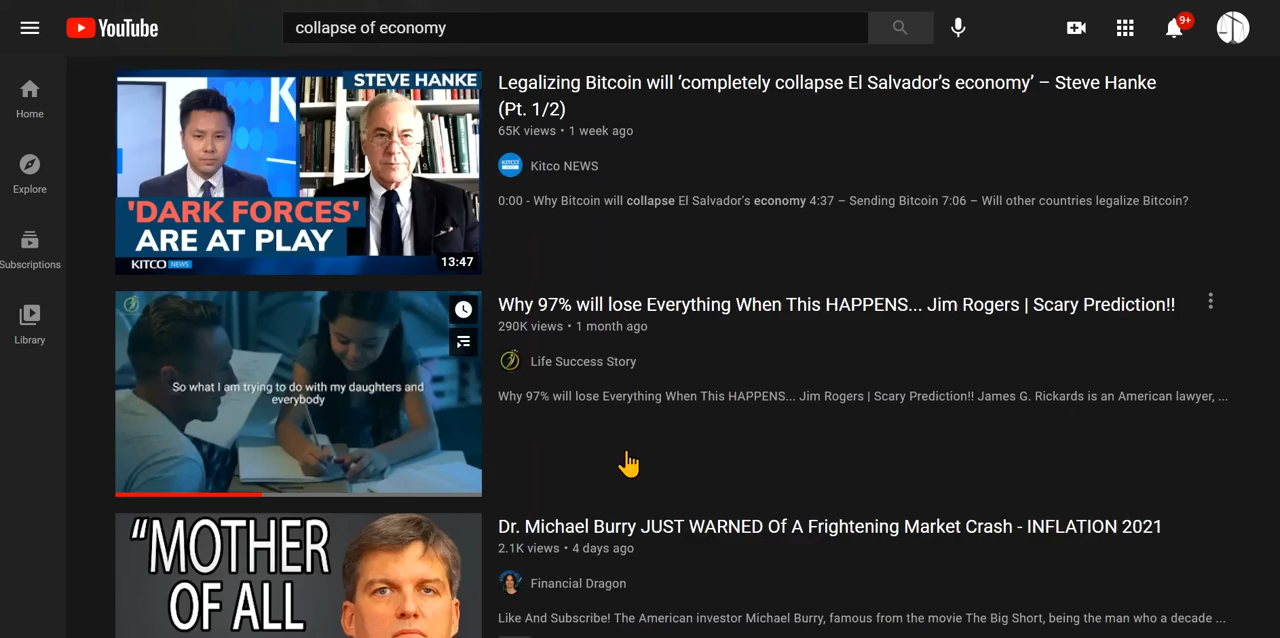 YouTube
collapse of economy
9+
Home
Explore
Subscriptions
Library
STEVE HANKE
'DARK FORCES'
ARE AT PLAY
KITCO NEWS
13:47
Legalizing Bitcoin will ‘completely collapse El Salvador’s economy’ – Steve Hanke
(Pt. 1/2)
65K views • 1 week ago
Kitco NEWS
0:00 - Why Bitcoin will collapse El Salvador's economy 4:37 – Sending Bitcoin 7:06 – Will other countries legalize Bitcoin?
So what I am trying to do with my daughters and
everybody
Why 97% will lose Everything When This HAPPENS... Jim Rogers | Scary Prediction!!
290K views • 1 month ago
Life Success Story
Why 97% will lose Everything When This HAPPENS... Jim Rogers | Scary Prediction!! James G. Rickards is an American lawyer, ...
“MOTHER
OF ALL
Dr. Michael Burry JUST WARNED Of A Frightening Market Crash - INFLATION 2021
2.1K views • 4 days ago
Financial Dragon
Like And Subscribe! The American investor Michael Burry, famous from the movie The Big Short, being the man who a decade ...